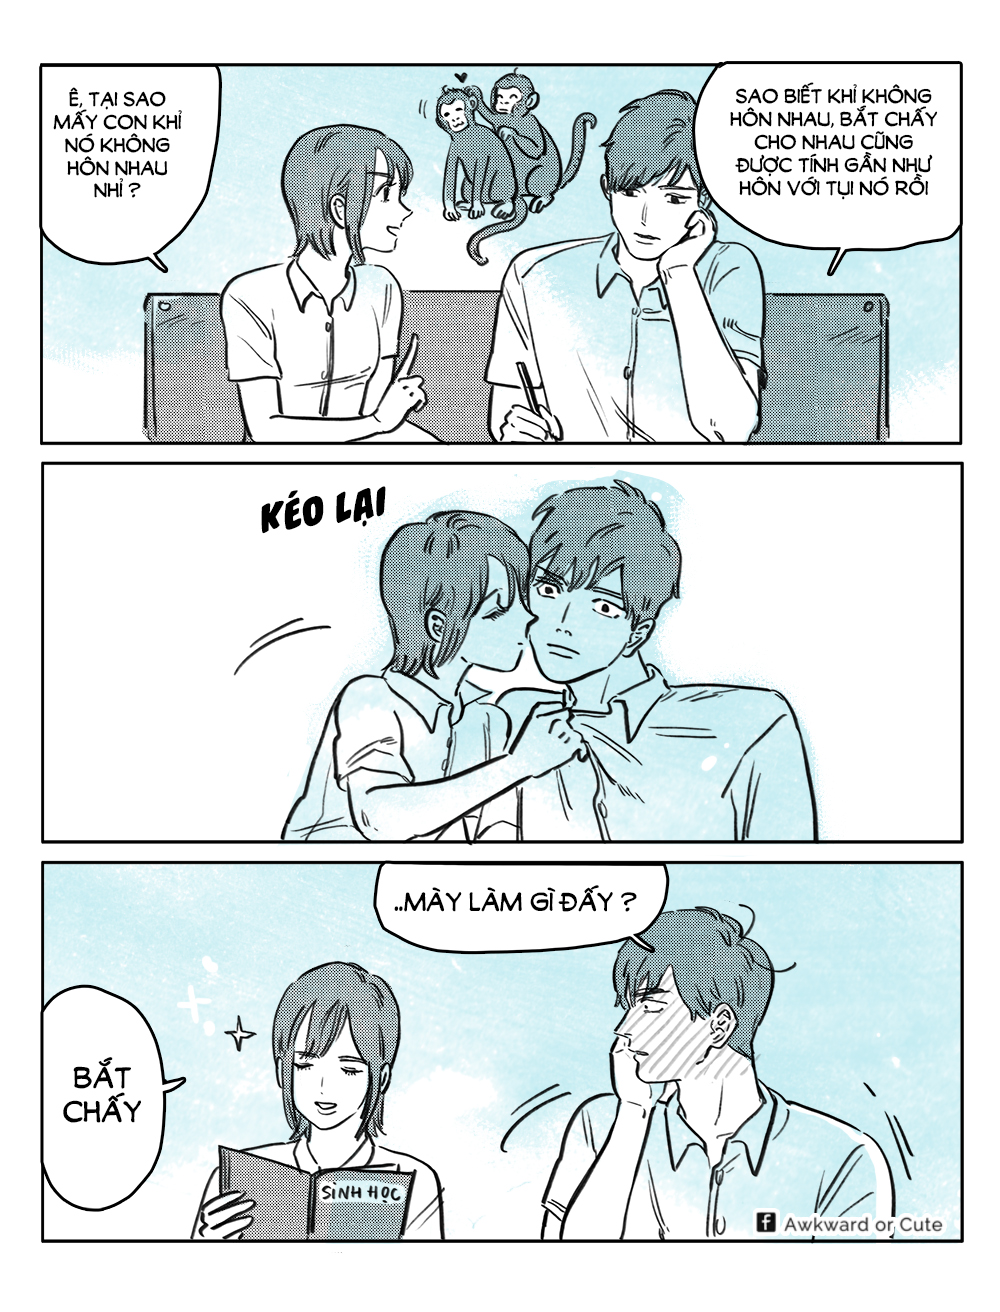 Ê, TẠI SAO
MẤY CON KHỈ
NÓ KHÔNG
HÔN NHAU
NHỈ ?
SAO BIẾT KHỈ KHÔNG
HÔN NHAU, BẮT CHẤY
CHO NHAU CŨNG
ĐƯỢC TÍNH GẦN NHƯ
HÔN VỚI TỤI NÓ RỒI
KÉO LẠI
..MÀY LÀM GÌ ĐẤY ?
BẮT
CHẤY
SINH HỌC
f Awkward or Cute